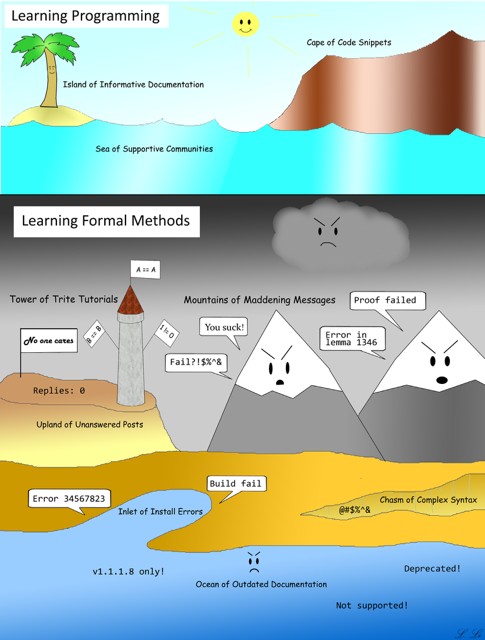 Learning Programming
Cape of Code Snippets
Island of Informative Documentation
Sea of Supportive Communities
Learning Formal Methods
A == A
Tower of Trite Tutorials
Mountains of Maddening Messages
Proof failed
B == B
1 != 0
You suck!
No one cares
Error in
lemma 1346
Fail?!$%^&
Replies: 0
Upland of Unanswered Posts
Build fail
Error 34567823
Chasm of Complex Syntax
Inlet of Install Errors
@#$%^&
v1.1.1.8 only!
Deprecated!
Ocean of Outdated Documentation
Not supported!